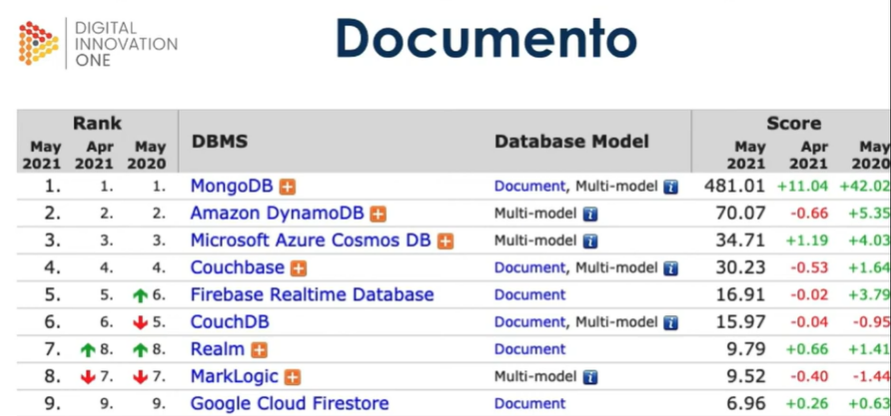 DIGITAL
INNOVATION
ONE
Documento
Rank Score
May Apr May DBMS Database Model May Apr May
2021 2021 2020 2021 2021 2020
1. 1. 1. MongoDB Document, Multi-model 481.01 +11.04 +42.02
2. 2. 2. Amazon DynamoDB Multi-model 70.07 -0.66 +5.35
3. 3. 3. Microsoft Azure Cosmos DB Multi-model 34.71 +1.19 +4.03
4. 4. 4. Couchbase Document, Multi-model 30.23 -0.53 +1.64
5. 5. 6. Firebase Realtime Database Document 16.91 -0.02 +3.79
6. 6. 5. CouchDB Document, Multi-model 15.97 -0.04 -0.95
7. 8. 8. Realm Document 9.79 +0.66 +1.41
8. 7. 7. MarkLogic Multi-model 9.52 -0.40 -1.44
9. 9. 9. Google Cloud Firestore Document 6.96 +0.26 +0.63